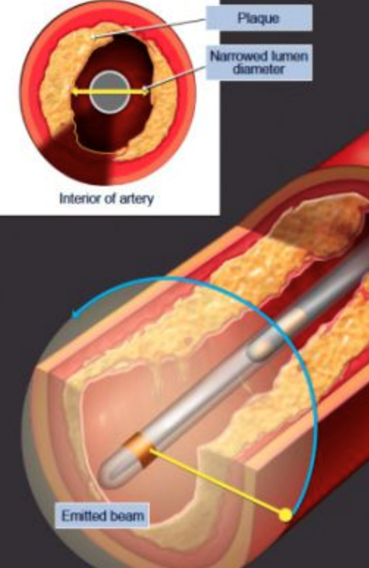 Plaque
Narrowed lumen
diameter
Interior of artery
Emitted beam